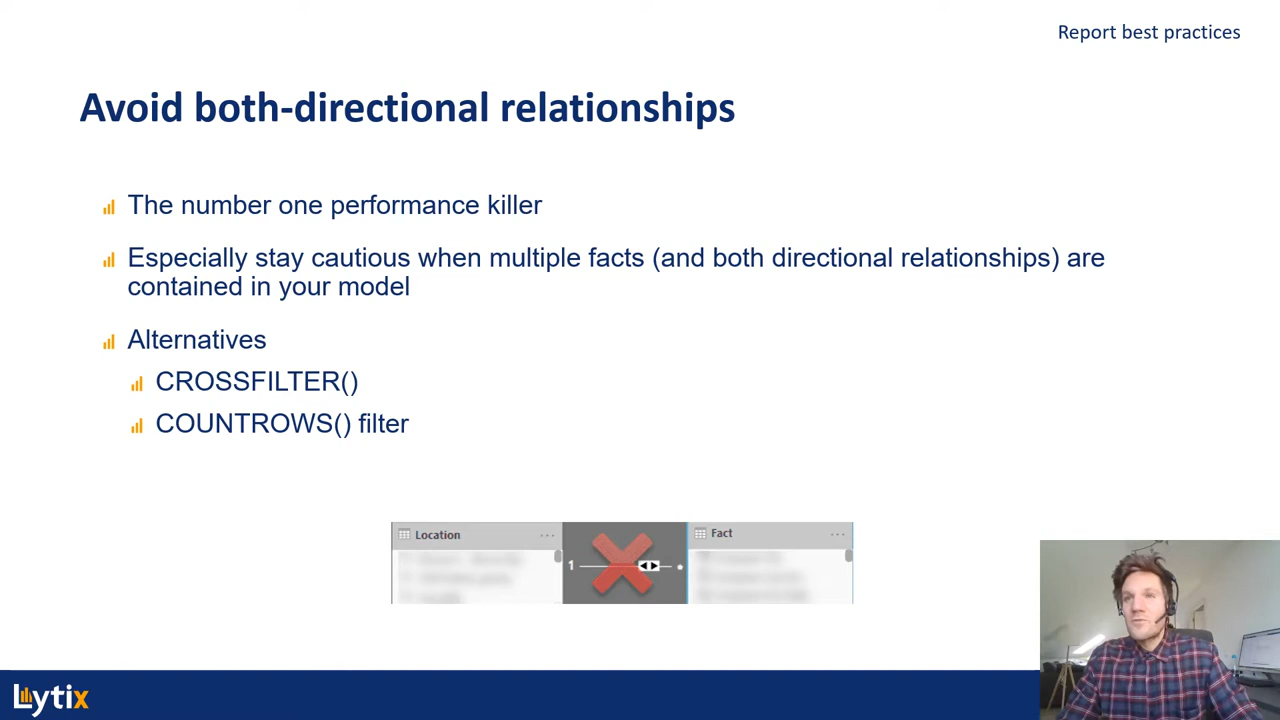 Report best practices
Avoid both-directional relationships
The number one performance killer
Especially stay cautious when multiple facts (and both directional relationships) are
contained in your model
Alternatives
CROSSFILTER()
COUNTROWS() filter
Location ...
1
Fact ...
Lytix